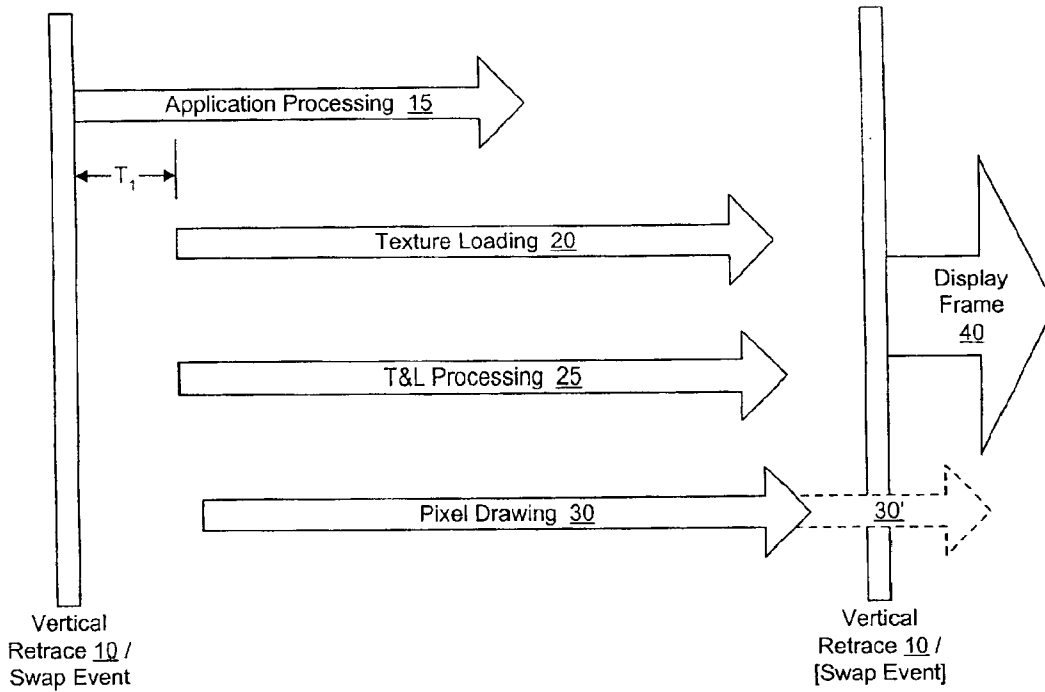 Application Processing 15
T1
Texture Loading 20
Display
Frame
40
T&L Processing 25
Pixel Drawing 30
30'
Vertical
Retrace 10 /
Swap Event
Vertical
Retrace 10 /
[Swap Event]